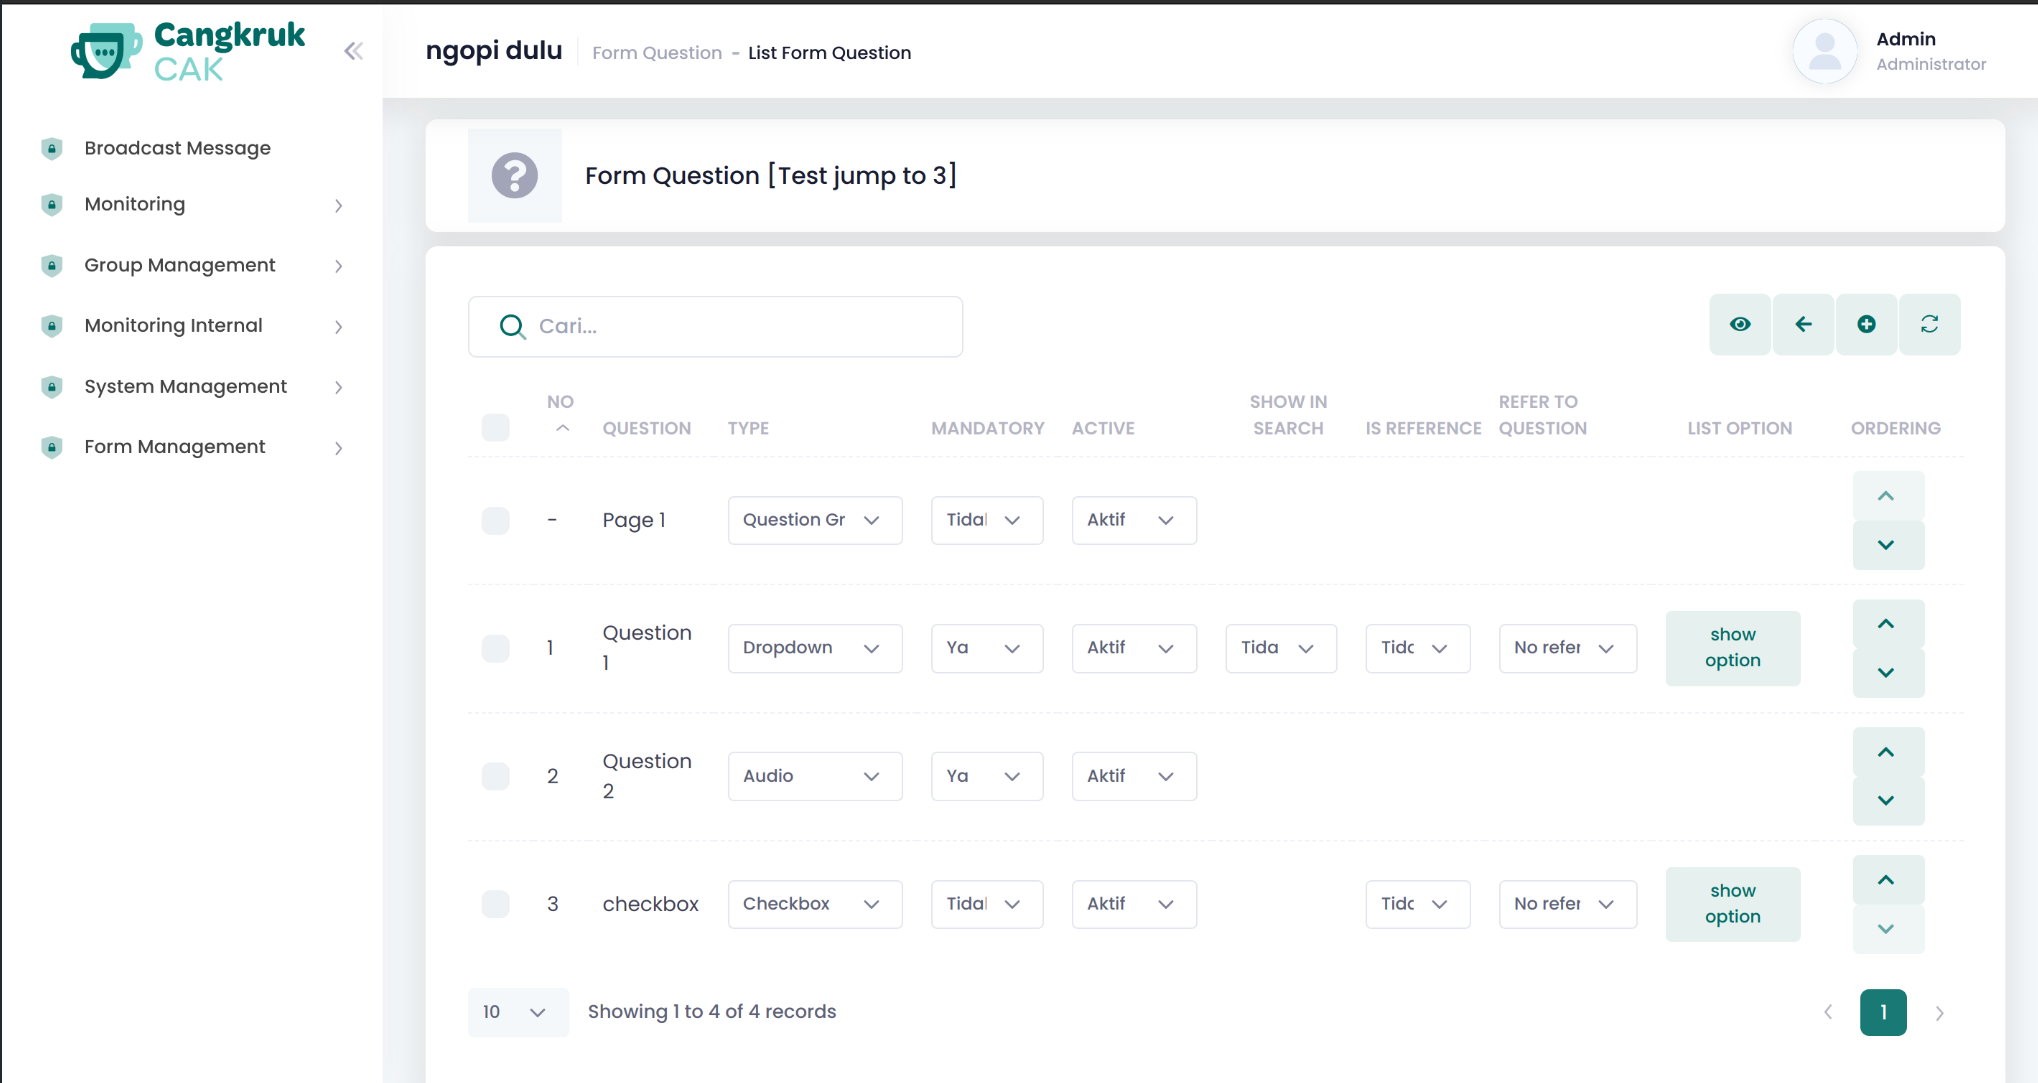 Cangkruk
CAK
ngopi dulu
Form Question - List Form Question
Admin
Administrator
Broadcast Message
Monitoring
Group Management
Monitoring Internal
System Management
Form Management
Form Question [Test jump to 3]
Cari...
NO QUESTION TYPE MANDATORY ACTIVE SHOW IN SEARCH IS REFERENCE REFER TO QUESTION LIST OPTION ORDERING
- Page 1 Question Gr Tidal Aktif
1 Question 1 Dropdown Ya Aktif Tida Tidc No refer show option
2 Question 2 Audio Ya Aktif
3 checkbox Checkbox Tidal Aktif Tidc No refer show option
10 Showing 1 to 4 of 4 records
1